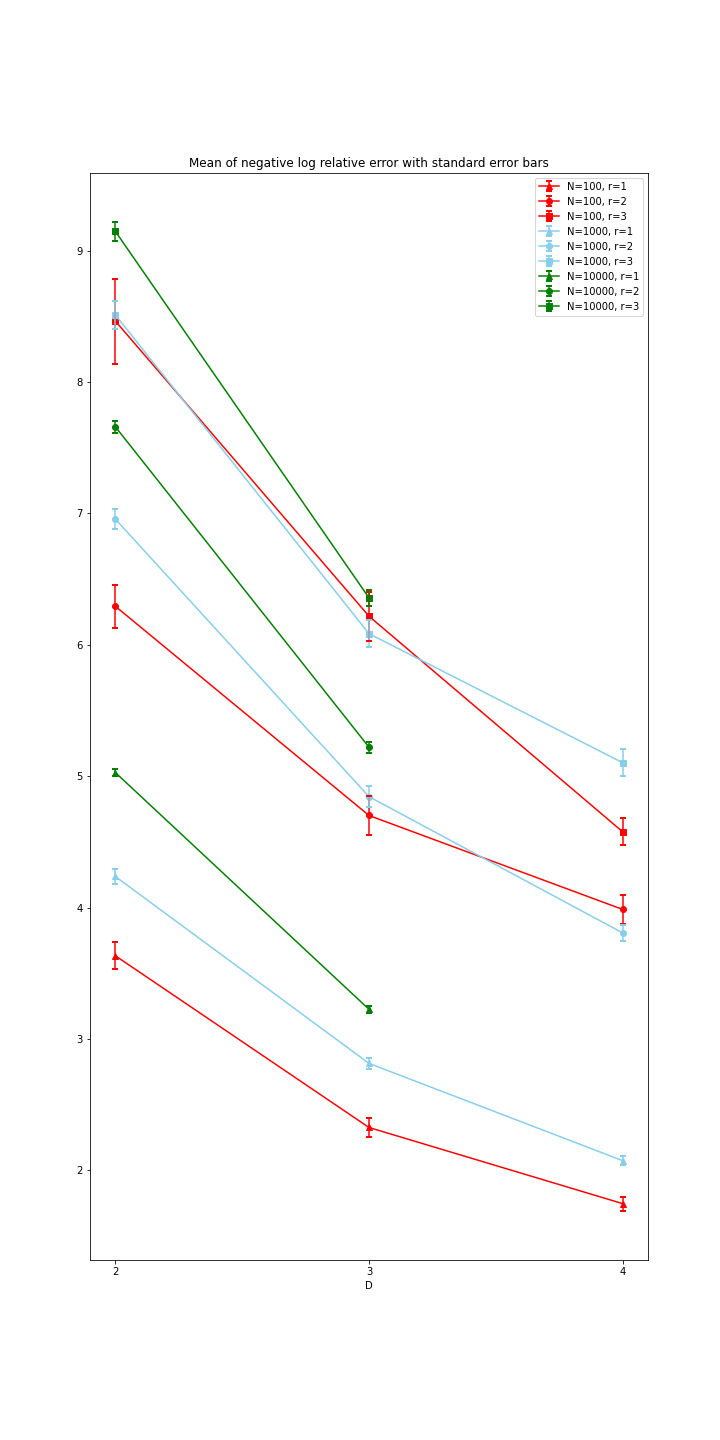 Mean of negative log relative error with standard error bars
N=100, r=1
N=100, r=2
N=100, r=3
N=1000, r=1
N=1000, r=2
N=1000, r=3
N=10000, r=1
N=10000, r=2
N=10000, r=3
9
8
7
6
5
4
3
2
2 3 4
D